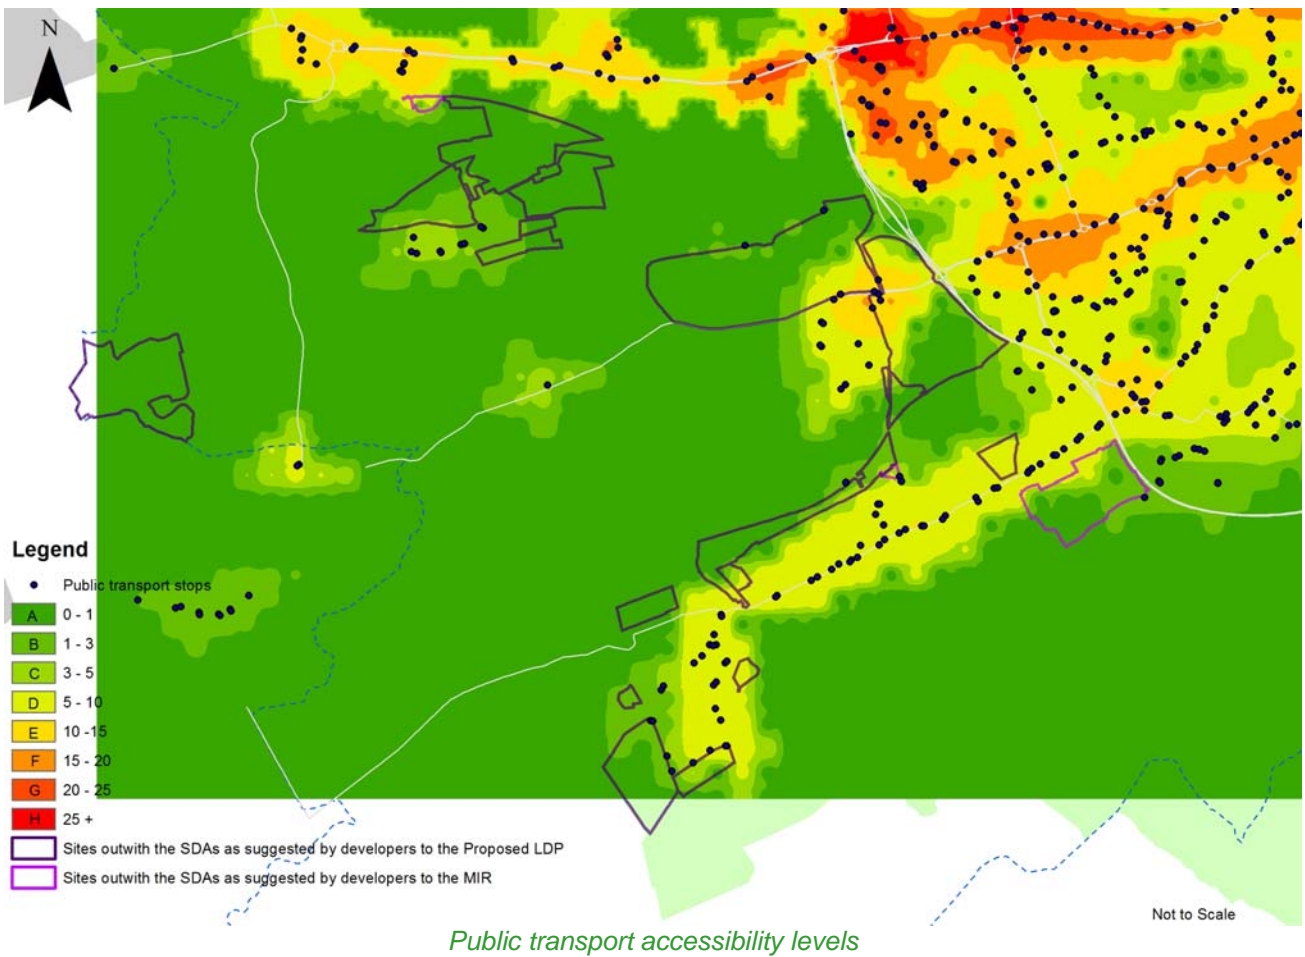 N
Legend
Public transport stops
A 0 - 1
B 1 - 3
C 3 - 5
D 5 - 10
E 10 -15
F 15 - 20
G 20 - 25
H 25 +
Sites outwith the SDAs as suggested by developers to the Proposed LDP
Sites outwith the SDAs as suggested by developers to the MIR
Not to Scale
Public transport accessibility levels